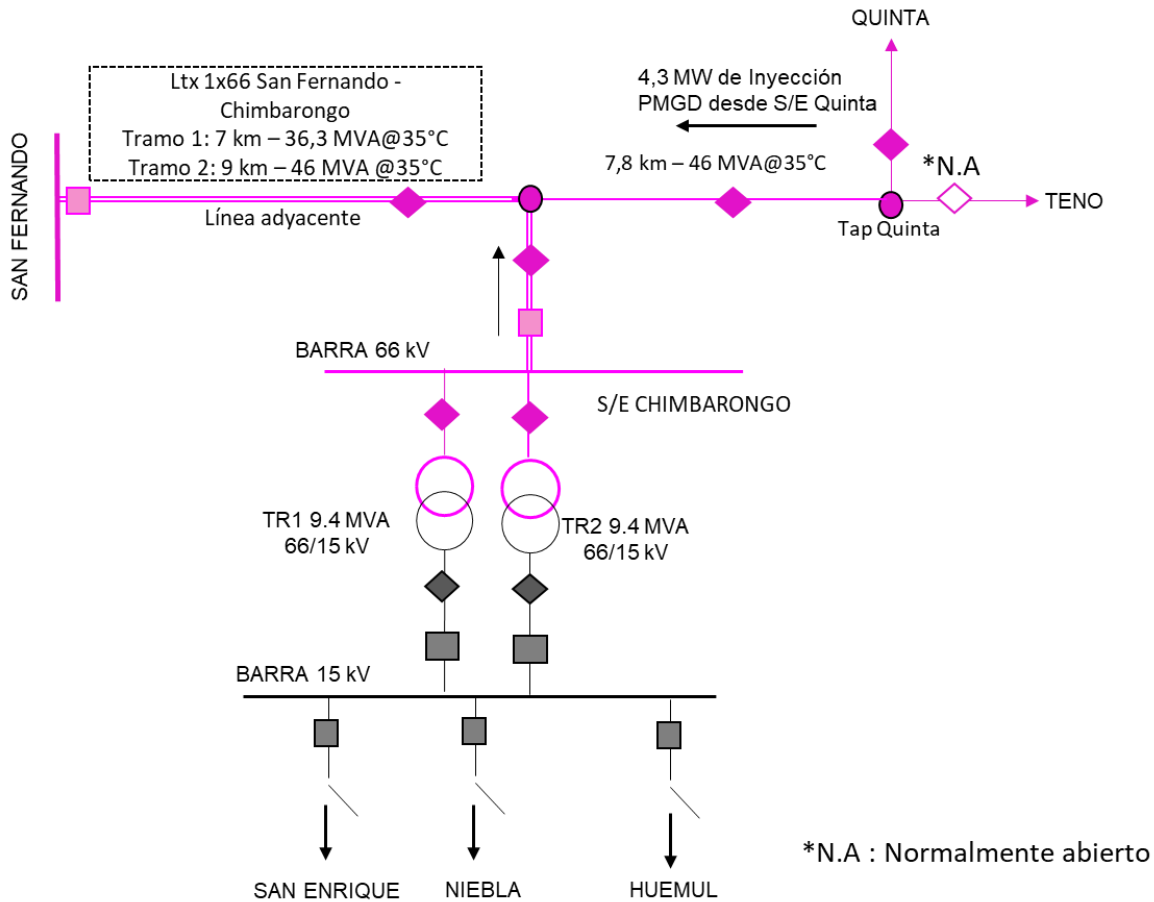 QUINTA
4,3 MW de Inyección
PMGD desde S/E Quinta
Ltx 1x66 San Fernando -
Chimbarongo
Tramo 1: 7 km – 36,3 MVA@35°C
Tramo 2: 9 km – 46 MVA @35°C
7,8 km – 46 MVA@35°C
*N.A
SAN FERNANDO
Línea adyacente
TENO
Tap Quinta
BARRA 66 kV
S/E CHIMBARONGO
TR1 9.4 MVA
66/15 kV
TR2 9.4 MVA
66/15 kV
BARRA 15 kV
*N.A : Normalmente abierto
SAN ENRIQUE
NIEBLA
HUEMUL